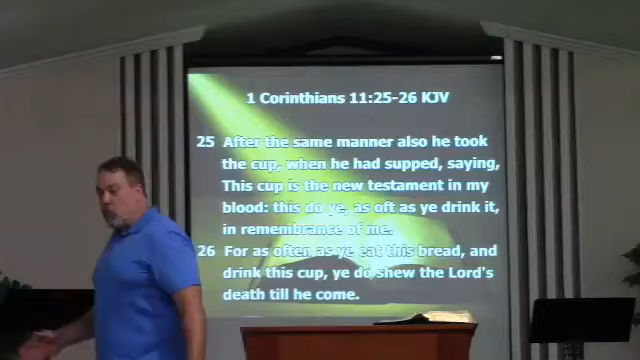 1 Corinthians 11:25-26 KJV
25 After the same manner also he took
the cup, when he had supped, saying,
This cup is the new testament in my
blood: this do ye, as oft as ye drink it,
in remembrance of me.
26 For as often as ye eat this bread, and
drink this cup, ye do shew the Lord's
death till he come.